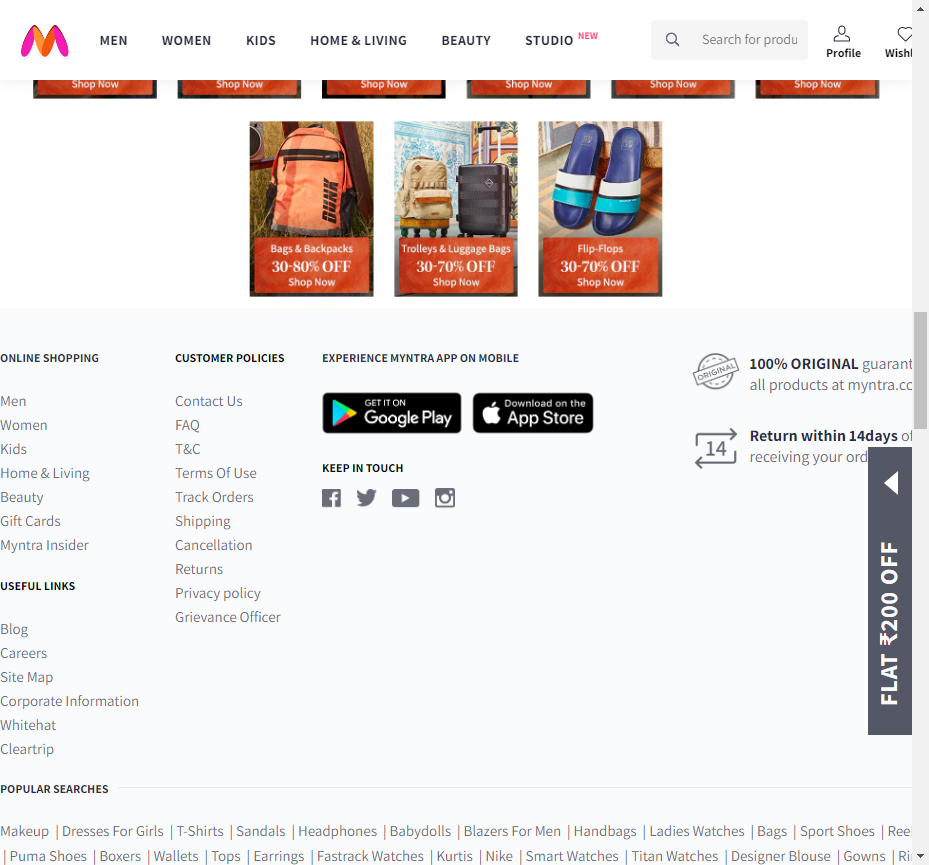 MEN WOMEN KIDS HOME & LIVING BEAUTY STUDIO NEW
Search for produ
Profile
Wishl
Shop Now Shop Now Shop Now Shop Now Shop Now Shop Now
DUNK
Bags & Backpacks
30-80% OFF
Shop Now
Trolleys & Luggage Bags
30-70% OFF
Shop Now
Flip-Flops
30-70% OFF
Shop Now
ONLINE SHOPPING
Men
Women
Kids
Home & Living
Beauty
Gift Cards
Myntra Insider
USEFUL LINKS
Blog
Careers
Site Map
Corporate Information
Whitehat
Cleartrip
CUSTOMER POLICIES
Contact Us
FAQ
T&C
Terms Of Use
Track Orders
Shipping
Cancellation
Returns
Privacy policy
Grievance Officer
EXPERIENCE MYNTRA APP ON MOBILE
GET IT ON
Google Play
Download on the
App Store
KEEP IN TOUCH
ORIGINAL
100% ORIGINAL guarant
all products at myntra.co
14
Return within 14days of
receiving your ord
FLAT ₹200 OFF
POPULAR SEARCHES
Makeup | Dresses For Girls | T-Shirts | Sandals | Headphones | Babydolls | Blazers For Men | Handbags | Ladies Watches | Bags | Sport Shoes | Ree
| Puma Shoes | Boxers | Wallets | Tops | Earrings | Fastrack Watches | Kurtis | Nike | Smart Watches | Titan Watches | Designer Blouse | Gowns | Ri